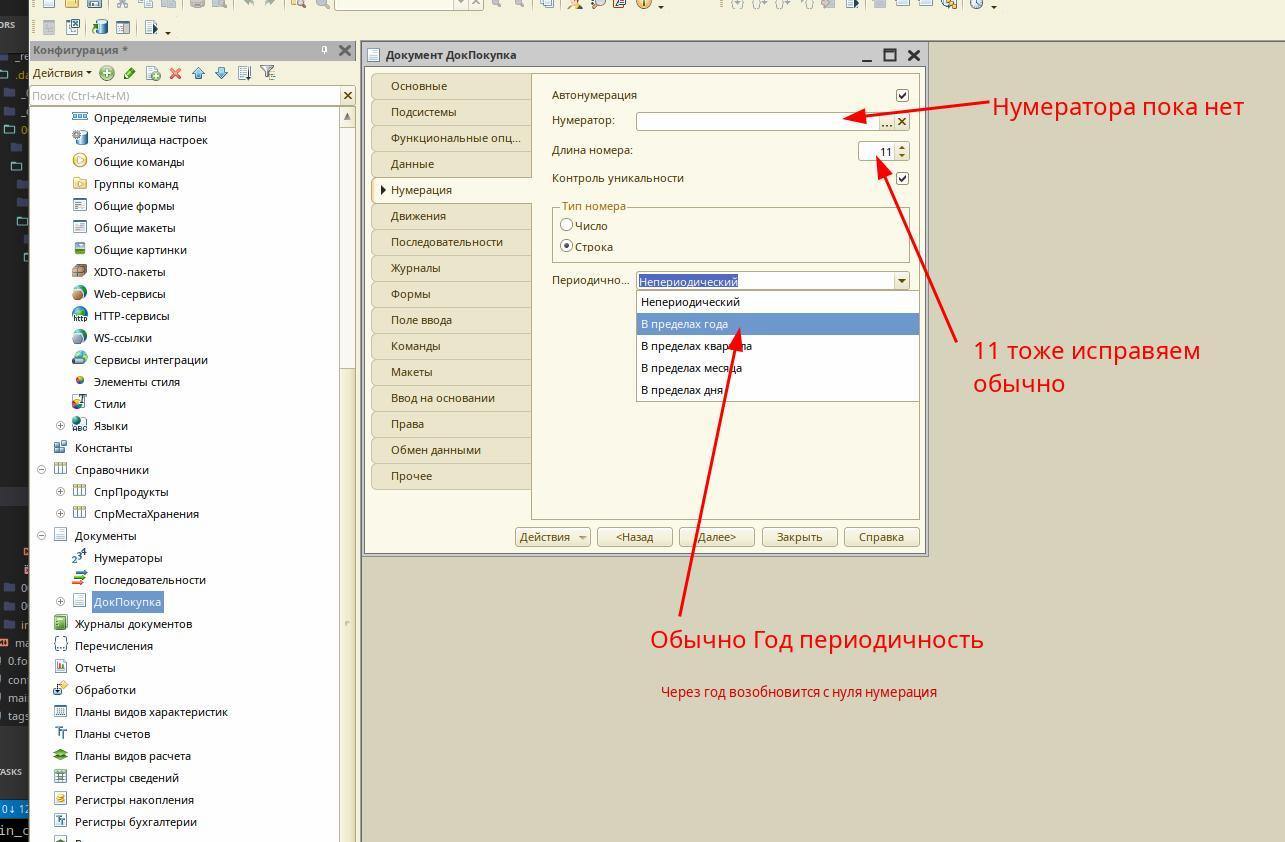 Конфигурация *
Действия
Поиск (Ctrl+Alt+M)
Определяемые типы
Хранилища настроек
Общие команды
Группы команд
Общие формы
Общие макеты
Общие картинки
XDTO-пакеты
Web-сервисы
HTTP-сервисы
WS-ссылки
Сервисы интеграции
Элементы стиля
Стили
Языки
Константы
Справочники
СпрПродукты
СпрМестаХранения
Документы
Нумераторы
Последовательности
ДокПокупка
Журналы документов
Перечисления
Отчеты
Обработки
Планы видов характеристик
Планы счетов
Планы видов расчета
Регистры сведений
Регистры накопления
Регистры бухгалтерии
Документ ДокПокупка
Основные
Подсистемы
Функциональные опц...
Данные
Нумерация
Движения
Последовательности
Журналы
Формы
Поле ввода
Команды
Макеты
Ввод на основании
Права
Обмен данными
Прочее
Автонумерация
Нумератор:
Длина номера: 11
Контроль уникальности
Тип номера
Число
Строка
Периодично... Непериодический
Непериодический
В пределах года
В пределах квартала
В пределах месяца
В пределах дня
Действия <Назад Далее> Закрыть Справка
Нумератора пока нет
11 тоже исправяем
обычно
Обычно Год периодичность
Через год возобновится с нуля нумерация